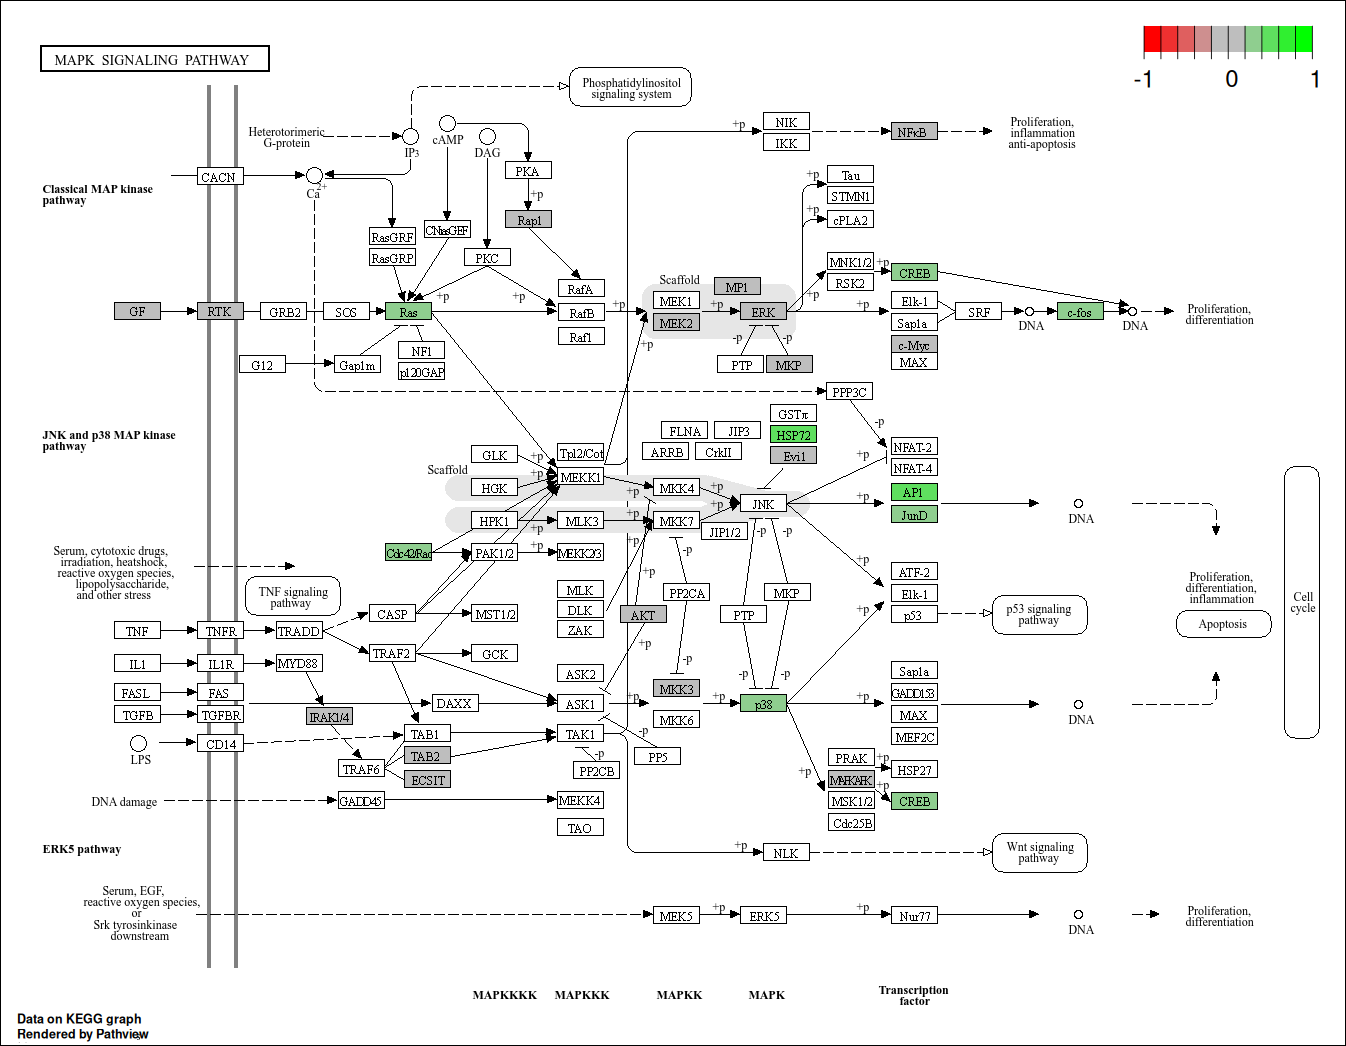 MAPK SIGNALING PATHWAY
-1 0 1
Phosphatidylinositol
signaling system
Heterotorimeric
G-protein
IP3
cAMP
DAG
+p
NIK
IKK
NFκB
Proliferation,
inflammation
anti-apoptosis
CACN
Ca2+
PKA
+p
Rap1
Classical MAP kinase
pathway
+p
Tau
STMN1
+p
cPLA2
RasGRF
RasGRP
CNrasGEF
PKC
RafA
Scaffold
MP1
+p
MNK1/2
RSK2
+p
CREB
GF
RTK
GRB2
SOS
Ras
+p
+p
RafB
Raf1
+p
+p
MEK1
MEK2
+p
ERK
+p
+p
Elk-1
Sap1a
c-Myc
MAX
SRF
DNA
c-fos
DNA
Proliferation,
differentiation
G12
Gap1m
NF1
p120GAP
-p
-p
PTP
MKP
PPP3C
-p
JNK and p38 MAP kinase
pathway
GSTπ
HSP72
Evi1
FLNA
JIP3
ARRB
CrkII
NFAT-2
NFAT-4
+p
Scaffold
GLK
+p
Tpl2/Cot
HGK
+p
MEKK1
+p
MKK4
+p
JNK
+p
AP1
JunD
DNA
HPK1
+p
MLK3
+p
MKK7
+p
JIP1/2
-p
-p
Cdc42/Rac
PAK1/2
+p
MEKK2/3
+p
-p
+p
ATF-2
Elk-1
p53
+p
p53 signaling
pathway
Serum, cytotoxic drugs,
irradiation, heatshock,
reactive oxygen species,
lipopolysaccharide,
and other stress
TNF signaling
pathway
MLK
DLK
ZAK
+p
AKT
+p
PP2CA
-p
PTP
MKP
-p
-p
Proliferation,
differentiation,
inflammation
Apoptosis
Cell
cycle
TNF
TNFR
TRADD
CASP
MST1/2
IL1
IL1R
MYD88
TRAF2
GCK
ASK2
FASL
FAS
DAXX
ASK1
+p
MKK3
MKK6
+p
p38
+p
Sap1a
GADD153
MAX
MEF2C
DNA
TGFB
TGFBR
IRAK1/4
LPS
CD14
TAB1
TAB2
ECSIT
TRAF6
TAK1
-p
PP2CB
-p
PP5
+p
PRAK
MAPKAPK
MSK1/2
Cdc25B
+p
+p
HSP27
CREB
DNA damage
GADD45
MEKK4
TAO
ERK5 pathway
+p
NLK
Wnt signaling
pathway
Serum, EGF,
reactive oxygen species,
or
Srk tyrosinkinase
downstream
MEK5
+p
ERK5
+p
Nur77
DNA
Proliferation,
differentiation
MAPKKKK
MAPKKK
MAPKK
MAPK
Transcription
factor
Data on KEGG graph
Rendered by Pathview